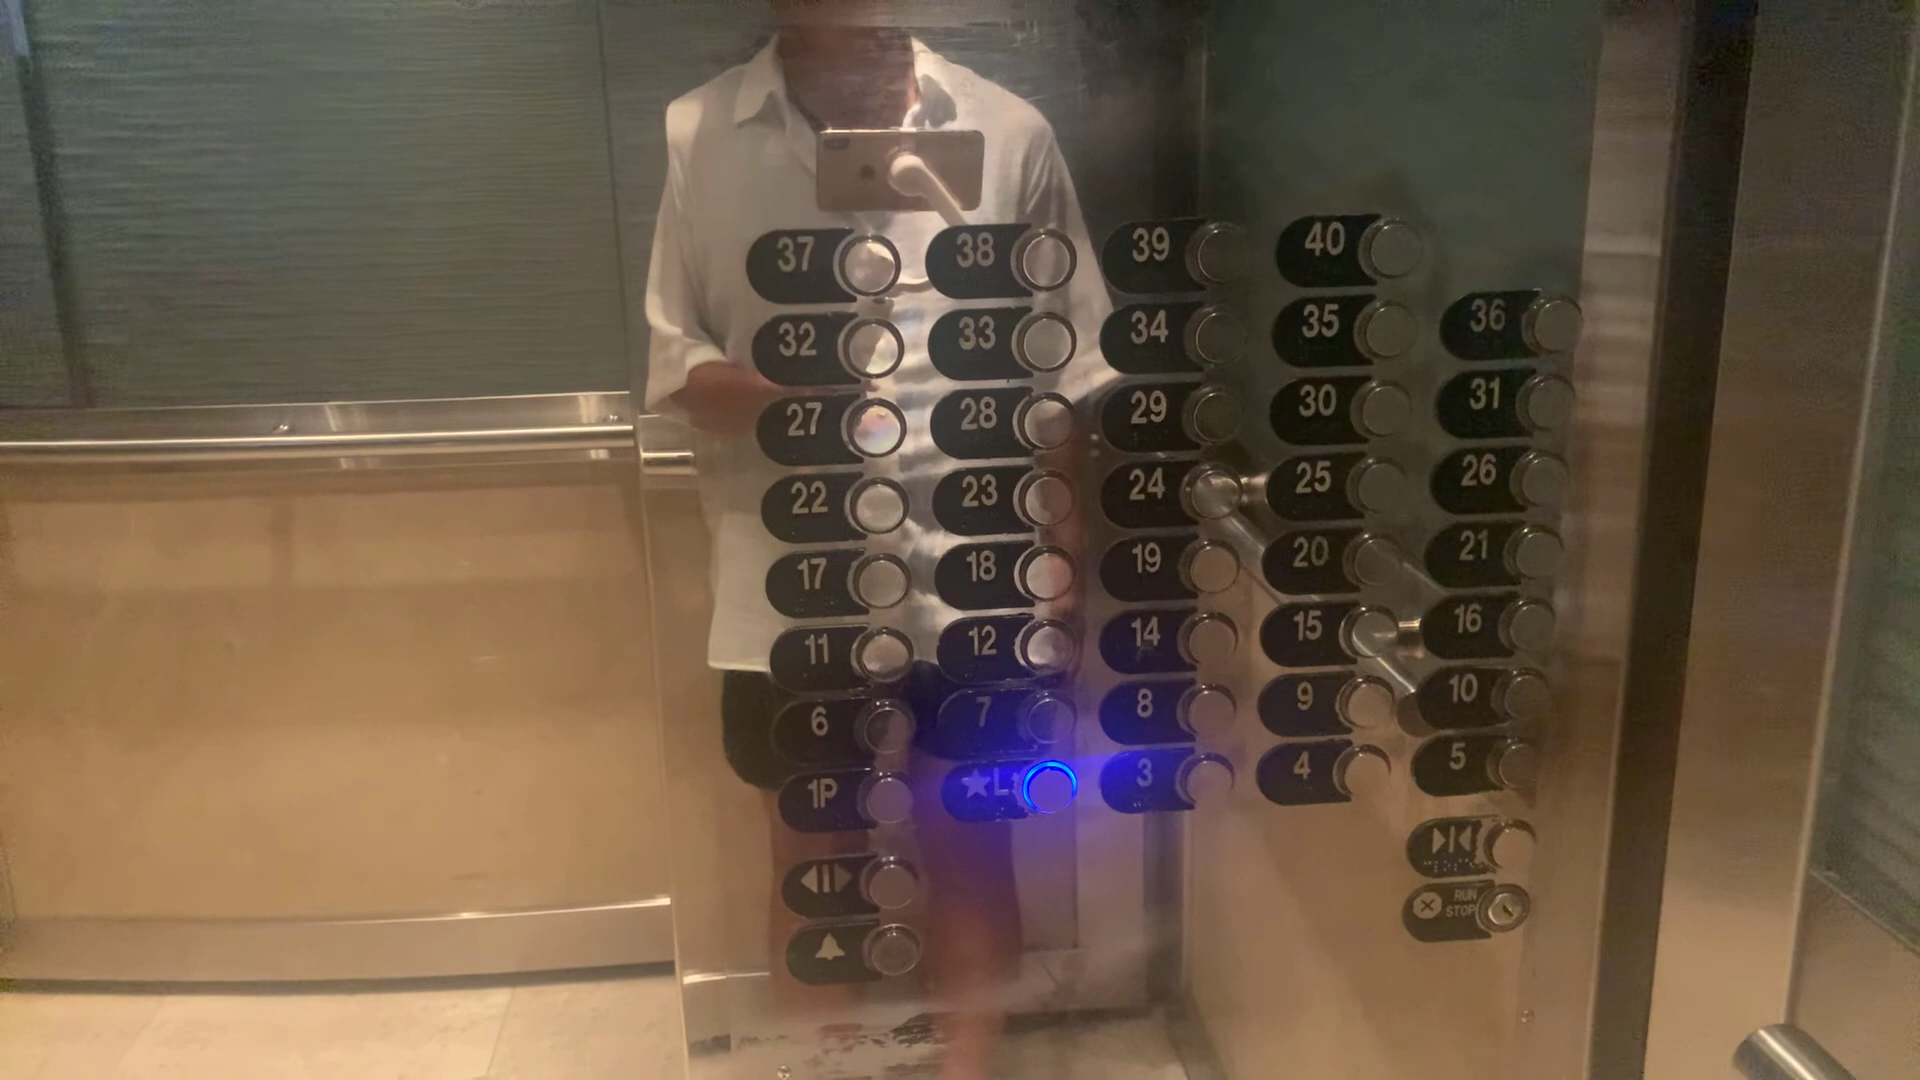 37 38 39 40
32 33 34 35 36
27 28 29 30 31
22 23 24 25 26
17 18 19 20 21
11 12 14 15 16
6 7 8 9 10
1P ★L 3 4 5
RUN
STOP